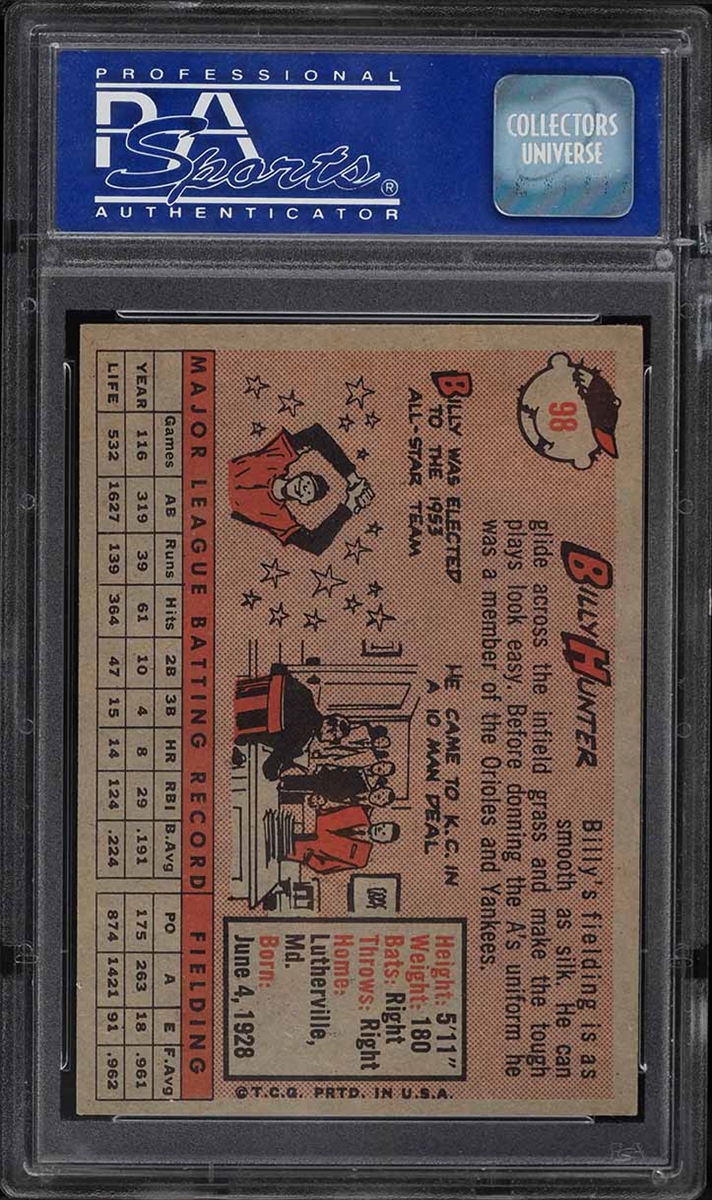 PROFESSIONAL
PSA
Sports®
AUTHENTICATOR
COLLECTORS
UNIVERSE
98
BILLY HUNTER
Billy's fielding is as
smooth as silk. He can
glide across the infield grass and make the tough
plays look easy. Before donning the A's uniform he
was a member of the Orioles and Yankees.
BILLY WAS ELECTED
TO THE 1953
ALL-STAR TEAM
HE CAME TO K.C. IN
A 10 MAN DEAL
Height: 5'11"
Weight: 180
Bats: Right
Throws: Right
Home:
Lutherville,
Md.
Born:
June 4, 1928
MAJOR LEAGUE BATTING RECORD FIELDING
Games AB Runs Hits 2B 3B HR RBI B.Avg PO A E F.Avg
YEAR 116 319 39 61 10 4 8 29 .191 175 263 18 .961
LIFE 532 1627 139 364 47 15 14 124 .224 874 1421 91 .962
©T.C.G. PRTD. IN U.S.A.